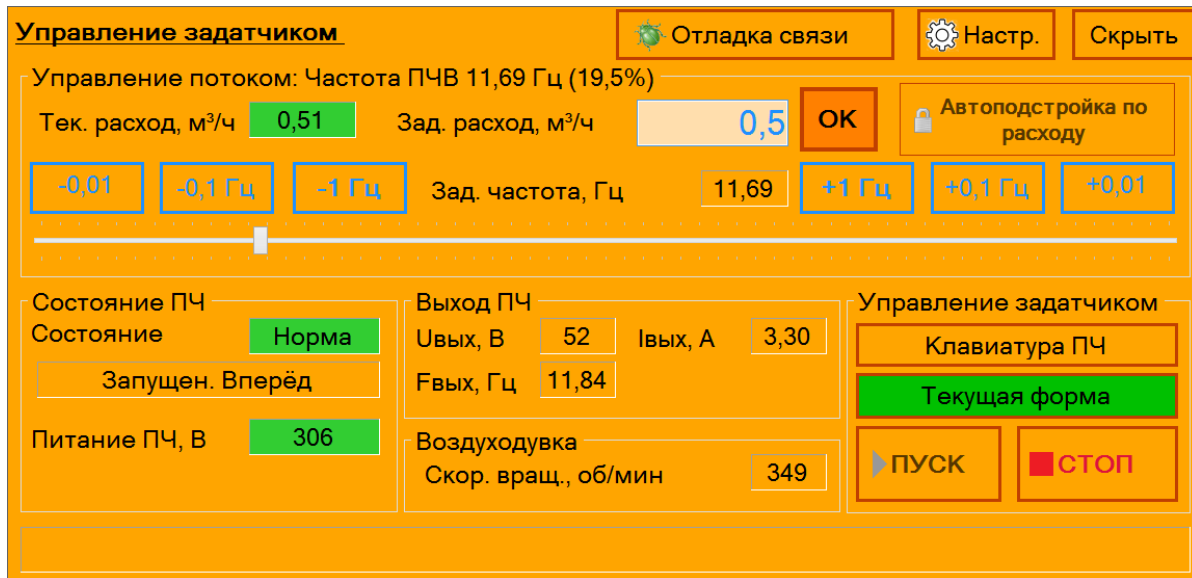 Управление задатчиком
Отладка связи
Настр.
Скрыть
Управление потоком: Частота ПЧВ 11,69 Гц (19,5%)
Тек. расход, м³/ч 0,51 Зад. расход, м³/ч 0,5 ОК
Автоподстройка по
расходу
-0,01 -0,1 Гц -1 Гц Зад. частота, Гц 11,69 +1 Гц +0,1 Гц +0,01
Состояние ПЧ
Состояние Норма
Запущен. Вперёд
Питание ПЧ, В 306
Выход ПЧ
Uвых, В 52 Iвых, А 3,30
Fвых, Гц 11,84
Воздуходувка
Скор. вращ., об/мин 349
Управление задатчиком
Клавиатура ПЧ
Текущая форма
ПУСК СТОП